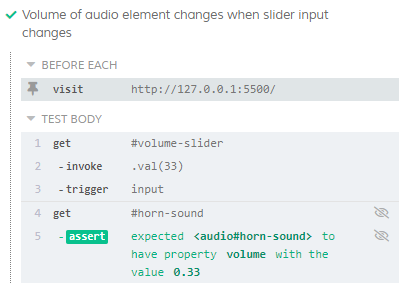 Volume of audio element changes when slider input
changes
BEFORE EACH
visit http://127.0.0.1:5500/
TEST BODY
1 get #volume-slider
2 -invoke .val(33)
3 -trigger input
4 get #horn-sound
5 -assert expected <audio#horn-sound> to
have property volume with the
value 0.33